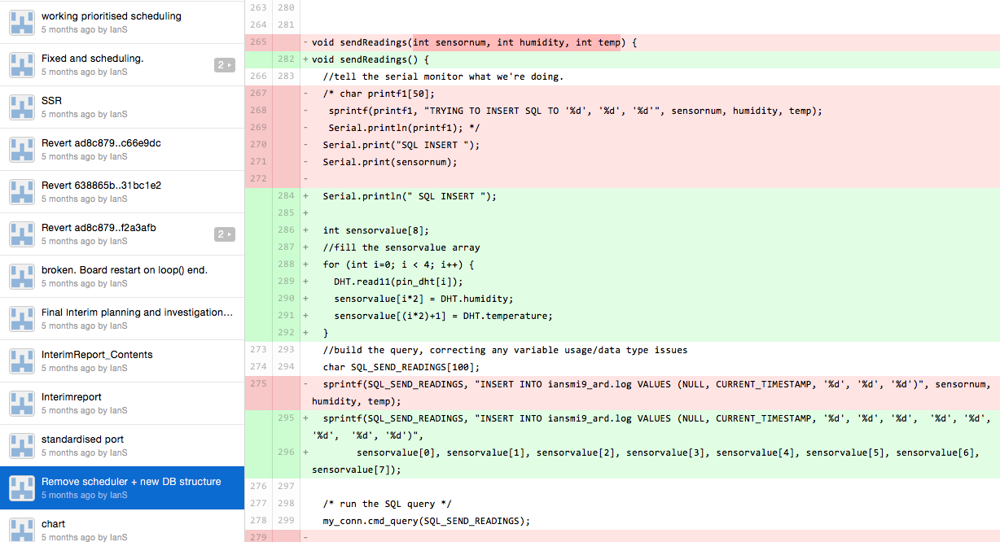 working prioritised scheduling
5 months ago by IanS
Fixed and scheduling.
5 months ago by IanS
2
SSR
5 months ago by IanS
Revert ad8c879..c66e9dc
5 months ago by IanS
Revert 638865b..31bc1e2
5 months ago by IanS
Revert ad8c879..f2a3afb
5 months ago by IanS
2
broken. Board restart on loop() end.
5 months ago by IanS
Final Interim planning and investigation...
5 months ago by IanS
InterimReport_Contents
5 months ago by IanS
Interimreport
5 months ago by IanS
standardised port
5 months ago by IanS
Remove scheduler + new DB structure
5 months ago by IanS
chart
5 months ago by IanS
263 280
264 281
265 - void sendReadings(int sensornum, int humidity, int temp) {
282 + void sendReadings() {
266 283 //tell the serial monitor what we're doing.
267 - /* char printf1[50];
268 - sprintf(printf1, "TRYING TO INSERT SQL TO '%d', '%d', '%d'", sensornum, humidity, temp);
269 - Serial.println(printf1); */
270 - Serial.print("SQL INSERT ");
271 - Serial.print(sensornum);
272 -
284 + Serial.println(" SQL INSERT ");
285 +
286 + int sensorvalue[8];
287 + //fill the sensorvalue array
288 + for (int i=0; i < 4; i++) {
289 + DHT.read11(pin_dht[i]);
290 + sensorvalue[i*2] = DHT.humidity;
291 + sensorvalue[(i*2)+1] = DHT.temperature;
292 + }
273 293 //build the query, correcting any variable usage/data type issues
274 294 char SQL_SEND_READINGS[100];
275 - sprintf(SQL_SEND_READINGS, "INSERT INTO iansmi9_ard.log VALUES (NULL, CURRENT_TIMESTAMP, '%d', '%d', '%d')", sensornum,
humidity, temp);
295 + sprintf(SQL_SEND_READINGS, "INSERT INTO iansmi9_ard.log VALUES (NULL, CURRENT_TIMESTAMP, '%d', '%d', '%d', '%d', '%d',
'%d', '%d', '%d')",
296 + sensorvalue[0], sensorvalue[1], sensorvalue[2], sensorvalue[3], sensorvalue[4], sensorvalue[5], sensorvalue[6],
sensorvalue[7]);
276 297
277 298 /* run the SQL query */
278 299 my_conn.cmd_query(SQL_SEND_READINGS);
279 -